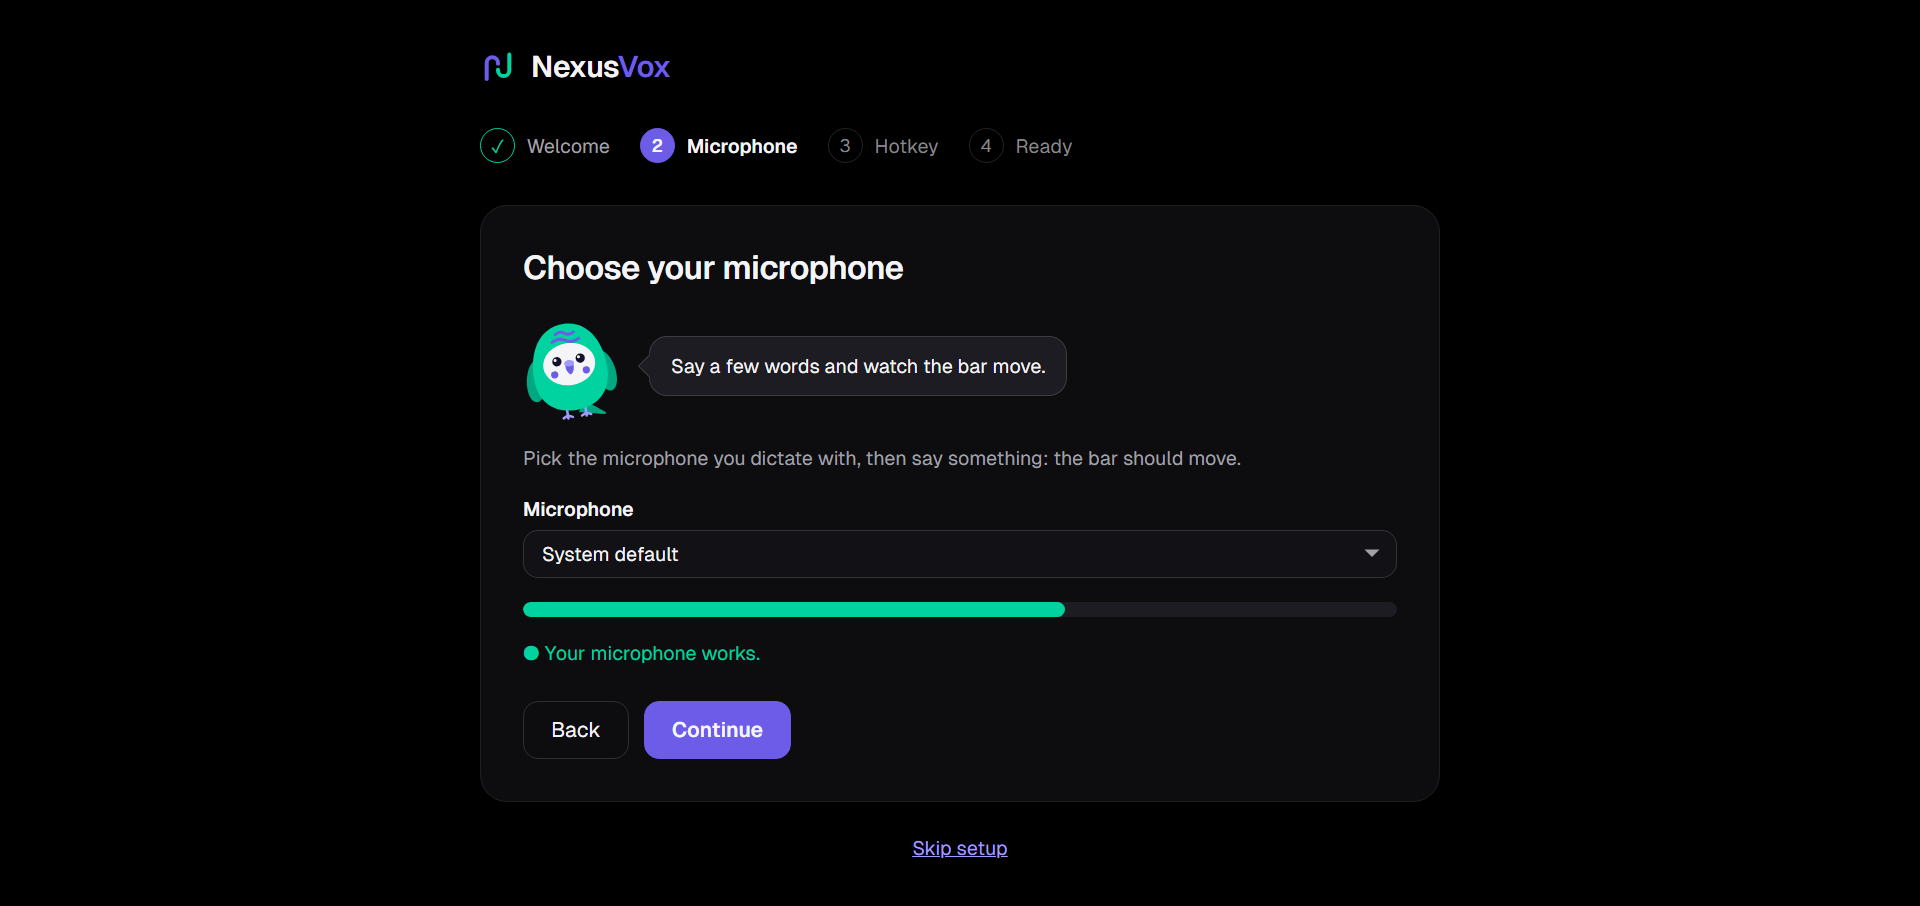 NexusVox
✓ Welcome 2 Microphone 3 Hotkey 4 Ready
Choose your microphone
Say a few words and watch the bar move.
Pick the microphone you dictate with, then say something: the bar should move.
Microphone
System default
Your microphone works.
Back Continue
Skip setup